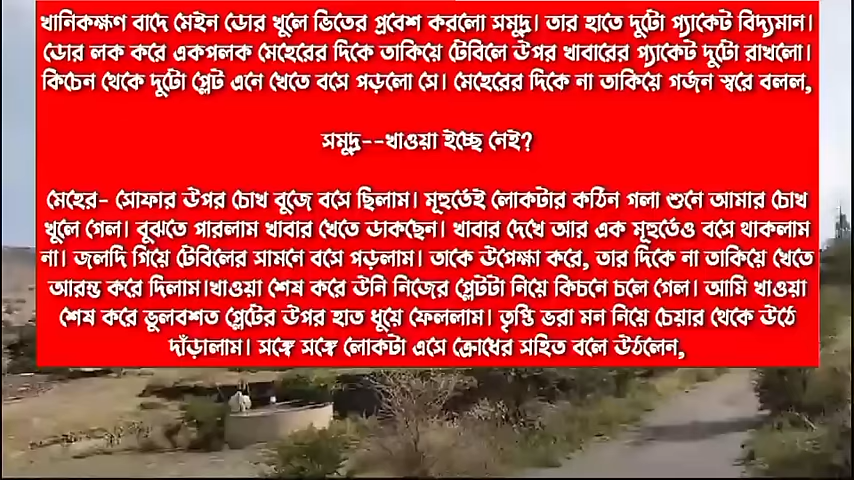 খানিকক্ষণ বাদে মেইন ডোর খুলে ভিতের প্রবেশ করলো সমুদ্র। তার হাতে দুটো প্যাকেট বিদ্যমান।
ডোর লক করে একপলক মেহেরের দিকে তাকিয়ে টেবিলে উপর খাবারের প্যাকেট দুটো রাখলো।
কিচেন থেকে দুটো প্লেট এনে খেতে বসে পড়লো সে। মেহেরের দিকে না তাকিয়ে গর্জন স্বরে বলল,
সমুদ্র--খাওয়া ইচ্ছে নেই?
মেহের- সোফার উপর চোখ বুজে বসে ছিলাম। মূহুর্তেই লোকটার কঠিন গলা শুনে আমার চোখ
খুলে গেল। বুঝতে পারলাম খাবার খেতে ডাকছেন। খাবার দেখে আর এক মূহুর্তেও বসে থাকলাম
না। জলদি গিয়ে টেবিলের সামনে বসে পড়লাম। তাকে উপেক্ষা করে, তার দিকে না তাকিয়ে খেতে
আরম্ভ করে দিলাম।খাওয়া শেষ করে উনি নিজের প্লেটটা নিয়ে কিচনে চলে গেল। আমি খাওয়া
শেষ করে ভুলবশত প্লেটের উপর হাত ধুয়ে ফেললাম। তৃপ্তি ভরা মন নিয়ে চেয়ার থেকে উঠে
দাঁড়ালাম। সঙ্গে সঙ্গে লোকটা এসে ক্রোধের সহিত বলে উঠলেন,